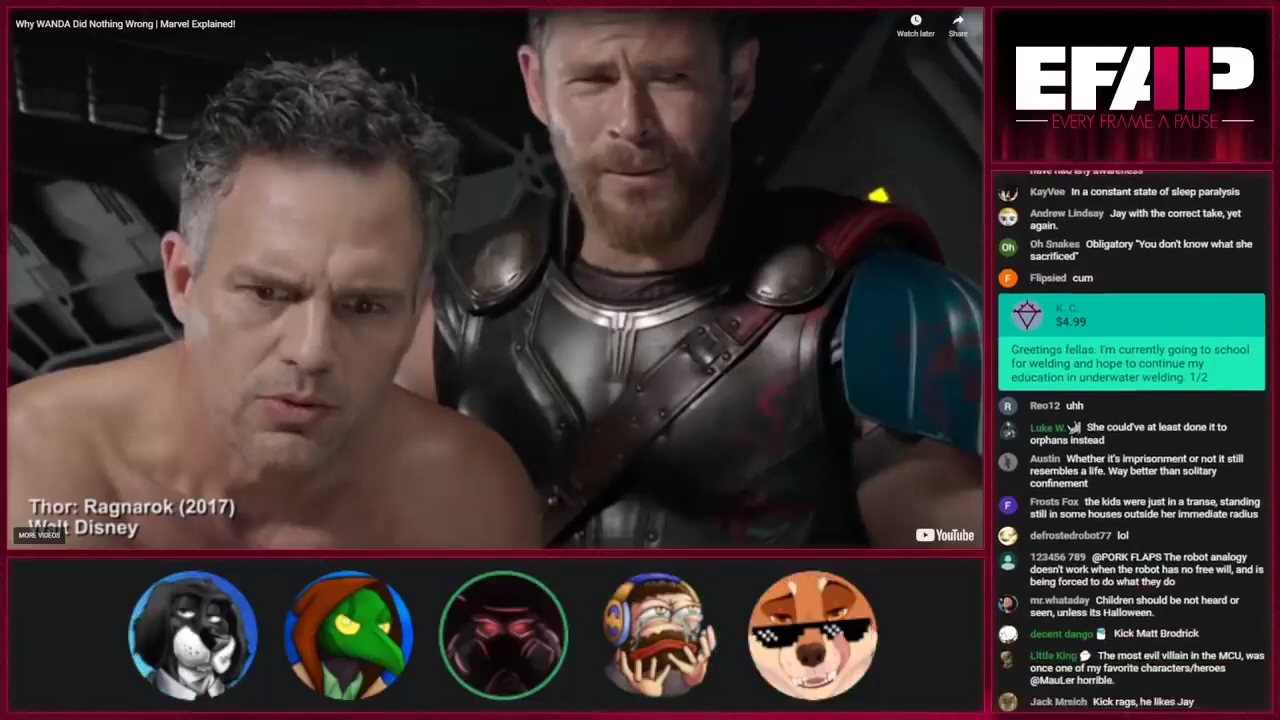 Why WANDA Did Nothing Wrong | Marvel Explained!
Watch later
Share
Thor: Ragnarok (2017)
Walt Disney
MORE VIDEOS
YouTube
EFAP
EVERY FRAME A PAUSE
have had any awareness
KayVee In a constant state of sleep paralysis
Andrew Lindsay Jay with the correct take, yet
again.
Oh
Oh Snakes Obligatory "You don't know what she
sacrificed"
F
Flipsied cum
K. C.
$4.99
Greetings fellas. I'm currently going to school
for welding and hope to continue my
education in underwater welding. 1/2
R
Reo12 uhh
Luke W. She could've at least done it to
orphans instead
Austin Whether it's imprisonment or not it still
resembles a life. Way better than solitary
confinement
F
Frosts Fox the kids were just in a transe, standing
still in some houses outside her immediate radius
defrostedrobot77 lol
123456 789 @PORK FLAPS The robot analogy
doesn't work when the robot has no free will, and is
being forced to do what they do
mr.whataday Children should be not heard or
seen, unless its Halloween.
decent dango Kick Matt Brodrick
Little King The most evil villain in the MCU, was
once one of my favorite characters/heroes
@MauLer horrible.
Jack Mrsich Kick rags, he likes Jay